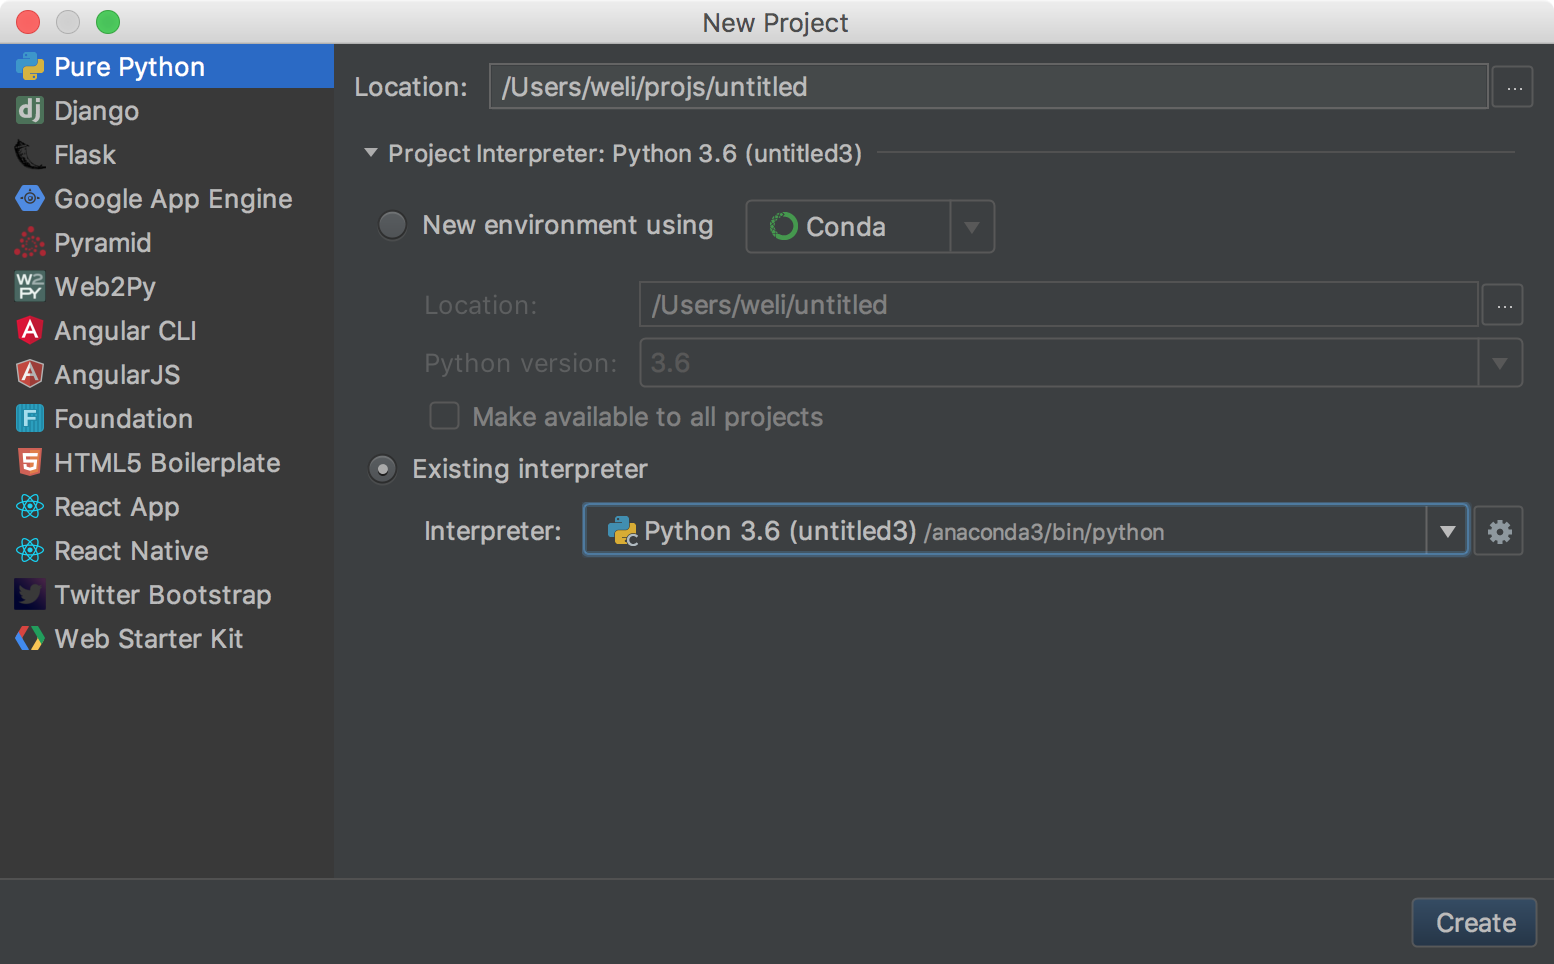 New Project
Pure Python
Django
Flask
Google App Engine
Pyramid
Web2Py
Angular CLI
AngularJS
Foundation
HTML5 Boilerplate
React App
React Native
Twitter Bootstrap
Web Starter Kit
Location: /Users/weli/projs/untitled ...
Project Interpreter: Python 3.6 (untitled3)
New environment using Conda
Location: /Users/weli/untitled ...
Python version: 3.6
Make available to all projects
Existing interpreter
Interpreter: Python 3.6 (untitled3) /anaconda3/bin/python
Create